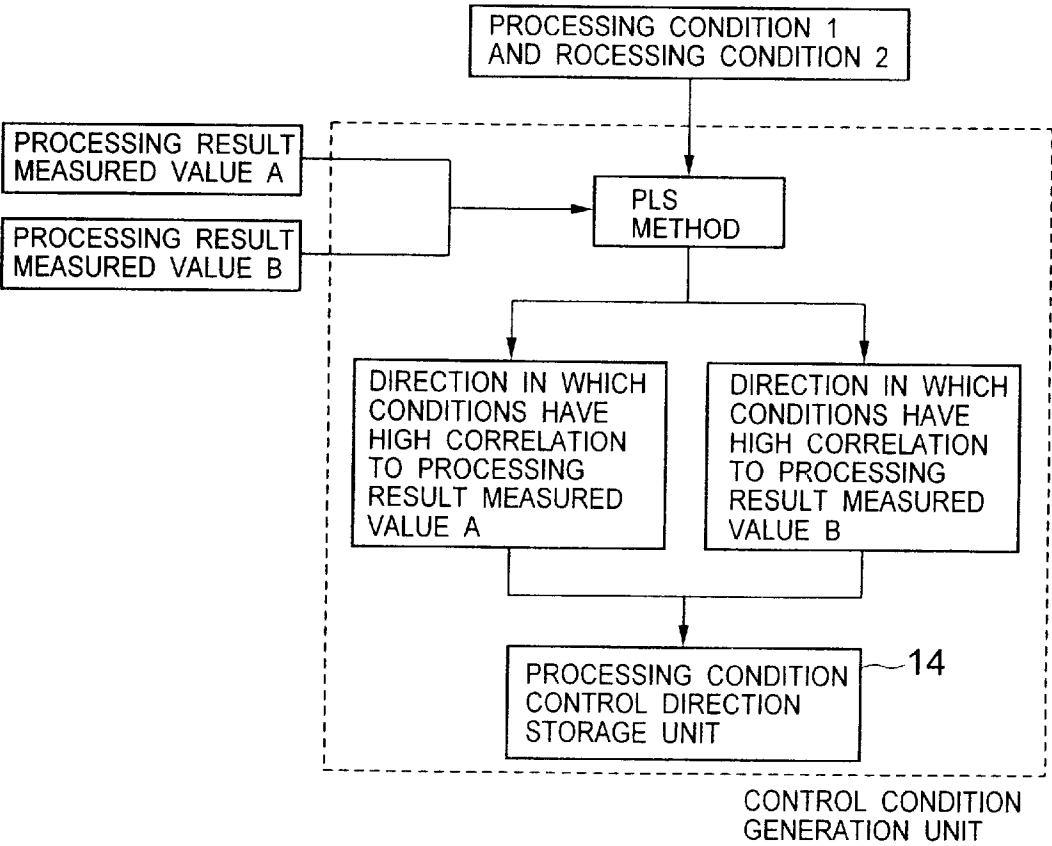 PROCESSING CONDITION 1
AND ROCESSING CONDITION 2
PROCESSING RESULT
MEASURED VALUE A
PROCESSING RESULT
MEASURED VALUE B
PLS
METHOD
DIRECTION IN WHICH
CONDITIONS HAVE
HIGH CORRELATION
TO PROCESSING
RESULT MEASURED
VALUE A
DIRECTION IN WHICH
CONDITIONS HAVE
HIGH CORRELATION
TO PROCESSING
RESULT MEASURED
VALUE B
PROCESSING CONDITION
CONTROL DIRECTION
STORAGE UNIT
14
CONTROL CONDITION
GENERATION UNIT